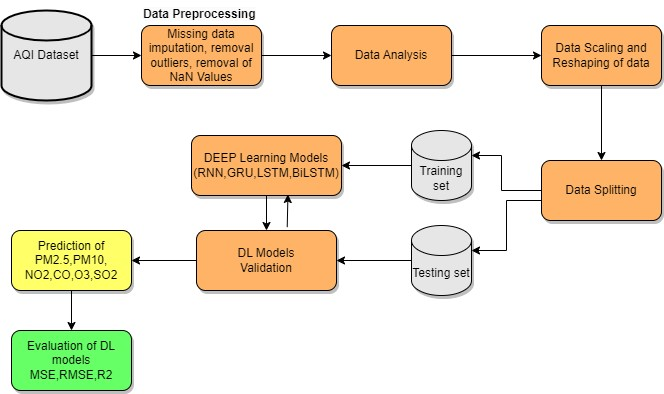 Data Preprocessing
AQI Dataset
Missing data
imputation, removal
outliers, removal of
NaN Values
Data Analysis
Data Scaling and
Reshaping of data
DEEP Learning Models
(RNN,GRU,LSTM,BiLSTM)
Training
set
Data Splitting
Prediction of
PM2.5,PM10,
NO2,CO,O3,SO2
DL Models
Validation
Testing set
Evaluation of DL
models
MSE,RMSE,R2